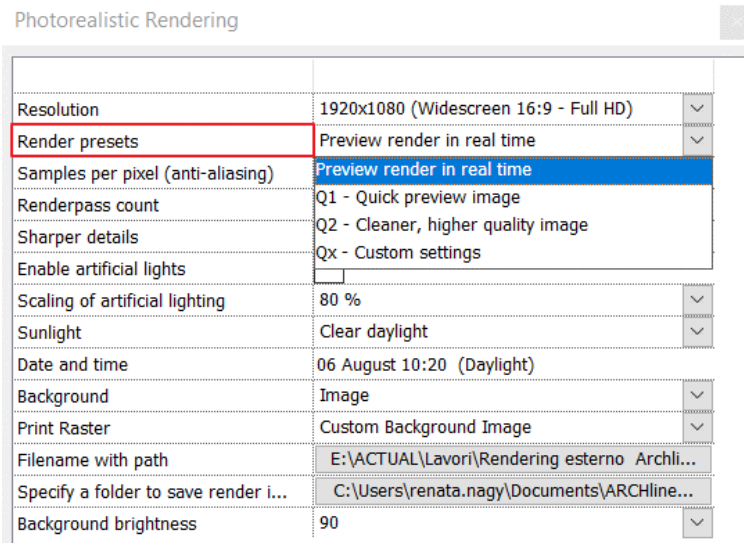 Photorealistic Rendering
Resolution 1920x1080 (Widescreen 16:9 - Full HD)
Render presets Preview render in real time
Samples per pixel (anti-aliasing) Preview render in real time
Renderpass count Q1 - Quick preview image
Sharper details Q2 - Cleaner, higher quality image
Enable artificial lights Qx - Custom settings
Scaling of artificial lighting 80 %
Sunlight Clear daylight
Date and time 06 August 10:20 (Daylight)
Background Image
Print Raster Custom Background Image
Filename with path E:\ACTUAL\Lavori\Rendering esterno Archli...
Specify a folder to save render i... C:\Users\renata.nagy\Documents\ARCHline...
Background brightness 90